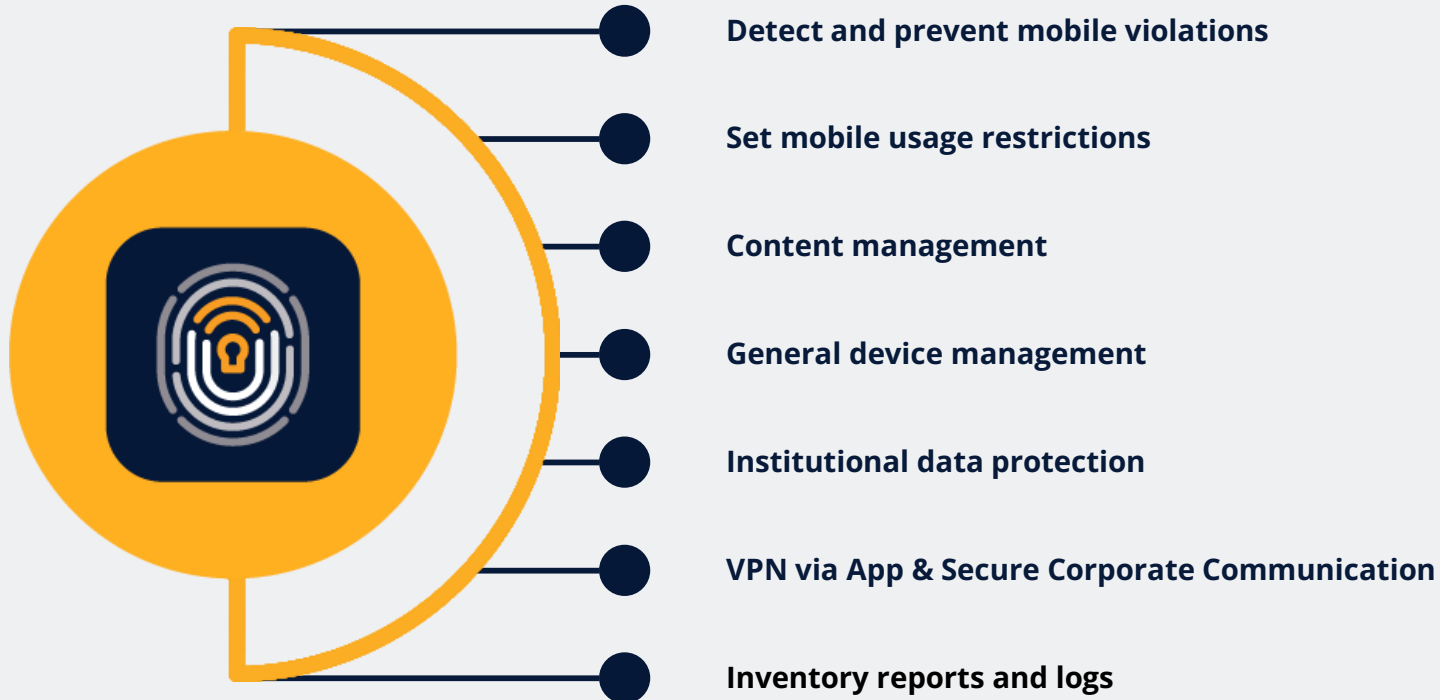 Detect and prevent mobile violations
Set mobile usage restrictions
Content management
General device management
Institutional data protection
VPN via App & Secure Corporate Communication
Inventory reports and logs